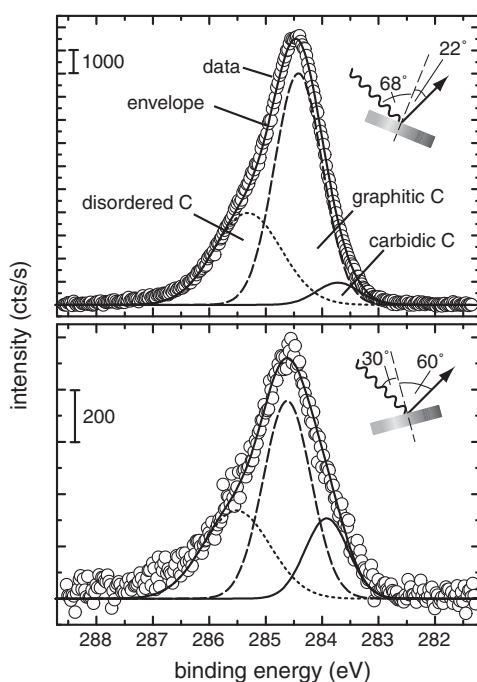 1000
data
envelope
disordered C
graphitic C
carbidic C
22°
68°
intensity (cts/s)
200
30°
60°
288 287 286 285 284 283 282
binding energy (eV)